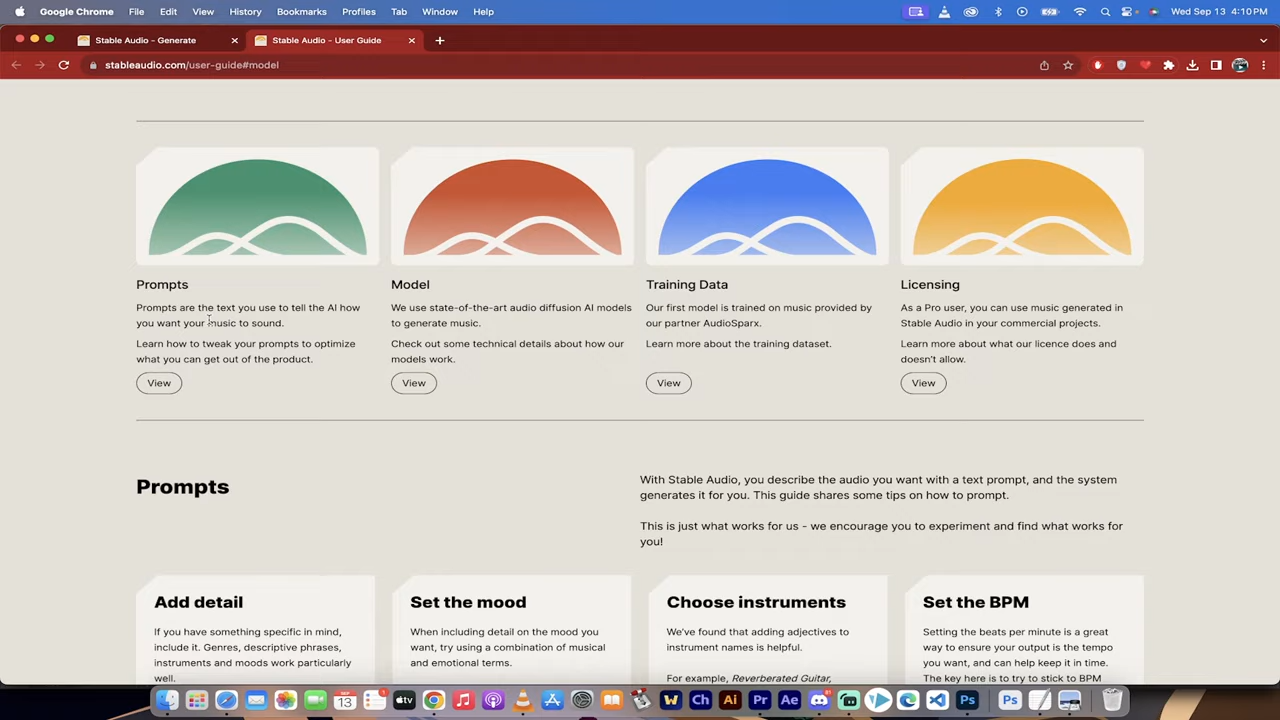 Google Chrome File Edit View History Bookmarks Profiles Tab Window Help Wed Sep 13 4:10 PM
Stable Audio - Generate Stable Audio - User Guide
stableaudio.com/user-guide#model
Prompts
Prompts are the text you use to tell the AI how
you want your music to sound.
Learn how to tweak your prompts to optimize
what you can get out of the product.
View
Model
We use state-of-the-art audio diffusion AI models
to generate music.
Check out some technical details about how our
models work.
View
Training Data
Our first model is trained on music provided by
our partner AudioSparx.
Learn more about the training dataset.
View
Licensing
As a Pro user, you can use music generated in
Stable Audio in your commercial projects.
Learn more about what our licence does and
doesn't allow.
View
Prompts
With Stable Audio, you describe the audio you want with a text prompt, and the system
generates it for you. This guide shares some tips on how to prompt.
This is just what works for us - we encourage you to experiment and find what works for
you!
Add detail
If you have something specific in mind,
include it. Genres, descriptive phrases,
instruments and moods work particularly
well.
Set the mood
When including detail on the mood you
want, try using a combination of musical
and emotional terms.
Choose instruments
We've found that adding adjectives to
instrument names is helpful.
For example, Reverberated Guitar,
Set the BPM
Setting the beats per minute is a great
way to ensure your output is the tempo
you want, and can help keep it in time.
The key here is to try to stick to BPM
SEP
13
tv
W Ch Ai Pr Ae Ps Ps